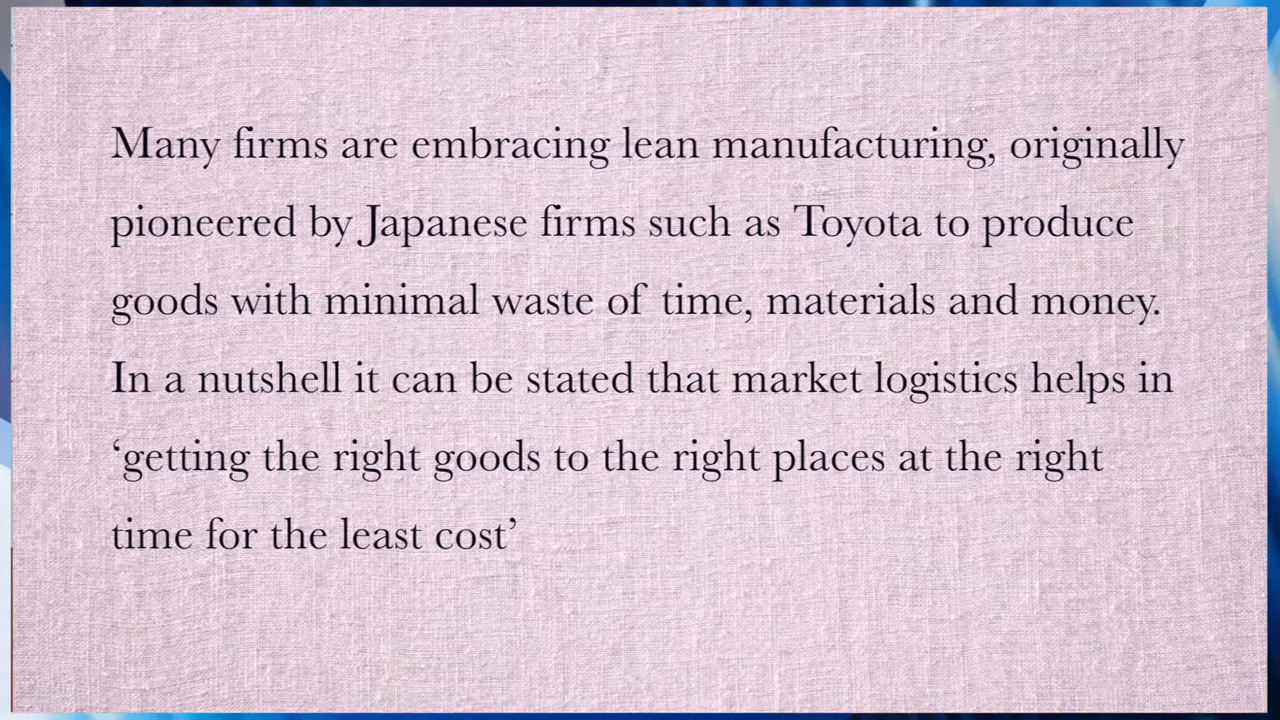 Many firms are embracing lean manufacturing, originally
pioneered by Japanese firms such as Toyota to produce
goods with minimal waste of time, materials and money.
In a nutshell it can be stated that market logistics helps in
‘getting the right goods to the right places at the right
time for the least cost’